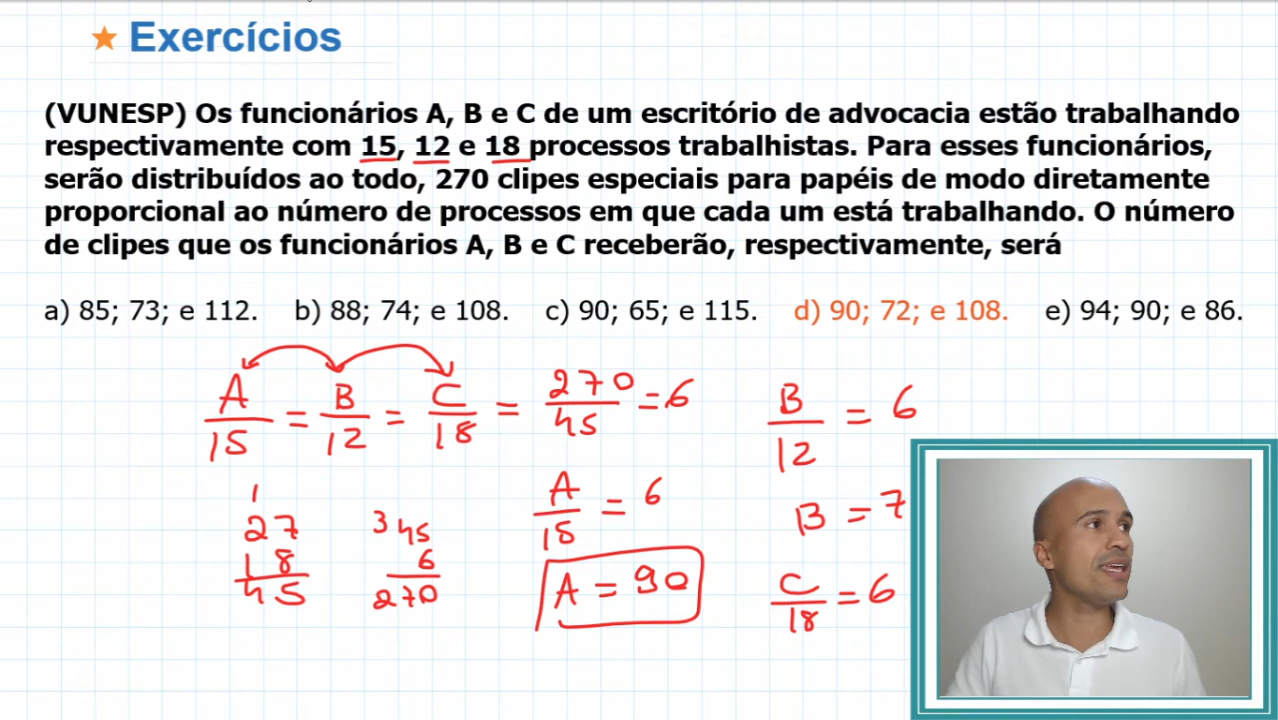 Exercícios
(VUNESP) Os funcionários A, B e C de um escritório de advocacia estão trabalhando
respectivamente com 15, 12 e 18 processos trabalhistas. Para esses funcionários,
serão distribuídos ao todo, 270 clipes especiais para papéis de modo diretamente
proporcional ao número de processos em que cada um está trabalhando. O número
de clipes que os funcionários A, B e C receberão, respectivamente, será
a) 85; 73; e 112. b) 88; 74; e 108. c) 90; 65; e 115. d) 90; 72; e 108. e) 94; 90; e 86.
A/15 = B/12 = C/18 = 270/45 = 6
1
27
18
45
3 45
6
270
A/15 = 6
A = 90
B/12 = 6
B = 7
C/18 = 6